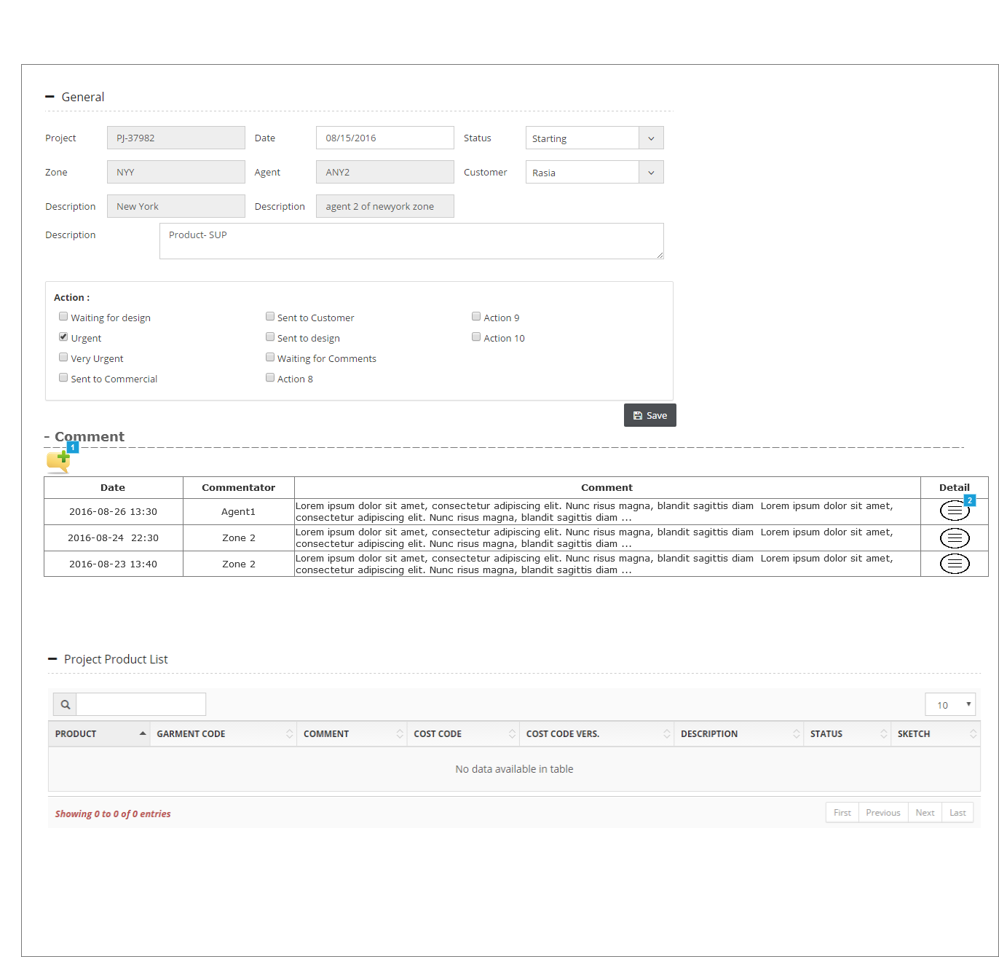 General
Project PJ-37982 Date 08/15/2016 Status Starting
Zone NYY Agent ANY2 Customer Rasia
Description New York Description agent 2 of newyork zone
Description Product- SUP
Action :
Waiting for design Sent to Customer Action 9
Urgent Sent to design Action 10
Very Urgent Waiting for Comments
Sent to Commercial Action 8
Save
- Comment
1
Date Commentator Comment Detail
2
2016-08-26 13:30 Agent1 Lorem ipsum dolor sit amet, consectetur adipiscing elit. Nunc risus magna, blandit sagittis diam Lorem ipsum dolor sit amet,
consectetur adipiscing elit. Nunc risus magna, blandit sagittis diam ...
2016-08-24 22:30 Zone 2 Lorem ipsum dolor sit amet, consectetur adipiscing elit. Nunc risus magna, blandit sagittis diam Lorem ipsum dolor sit amet,
consectetur adipiscing elit. Nunc risus magna, blandit sagittis diam ...
2016-08-23 13:40 Zone 2 Lorem ipsum dolor sit amet, consectetur adipiscing elit. Nunc risus magna, blandit sagittis diam Lorem ipsum dolor sit amet,
consectetur adipiscing elit. Nunc risus magna, blandit sagittis diam ...
Project Product List
10
PRODUCT GARMENT CODE COMMENT COST CODE COST CODE VERS. DESCRIPTION STATUS SKETCH
No data available in table
Showing 0 to 0 of 0 entries First Previous Next Last